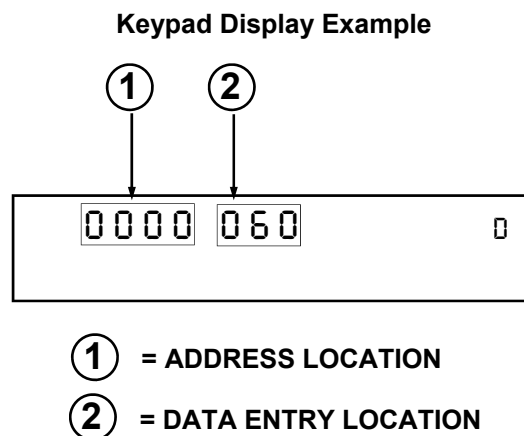 Keypad Display Example
1 2
0000 060 0
1 = ADDRESS LOCATION
2 = DATA ENTRY LOCATION